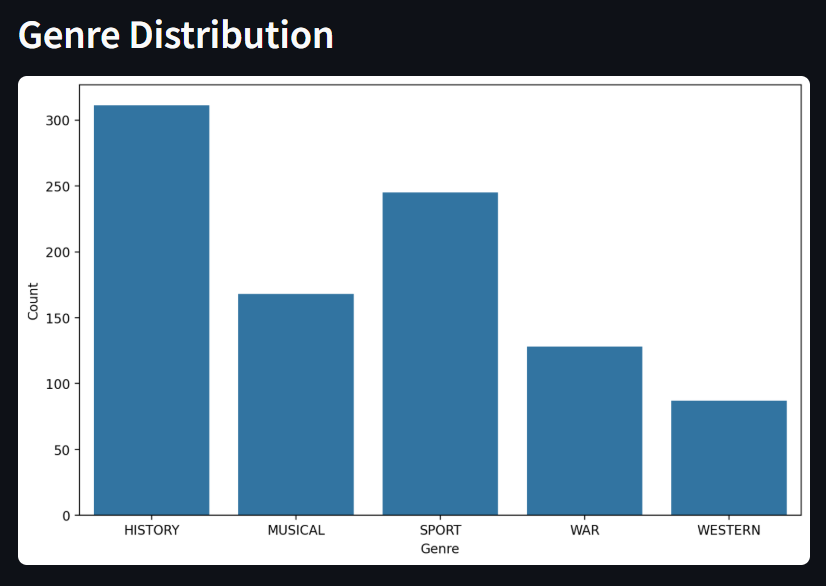 Genre Distribution
300
250
200
150
100
50
0
Count
HISTORY MUSICAL SPORT WAR WESTERN
Genre